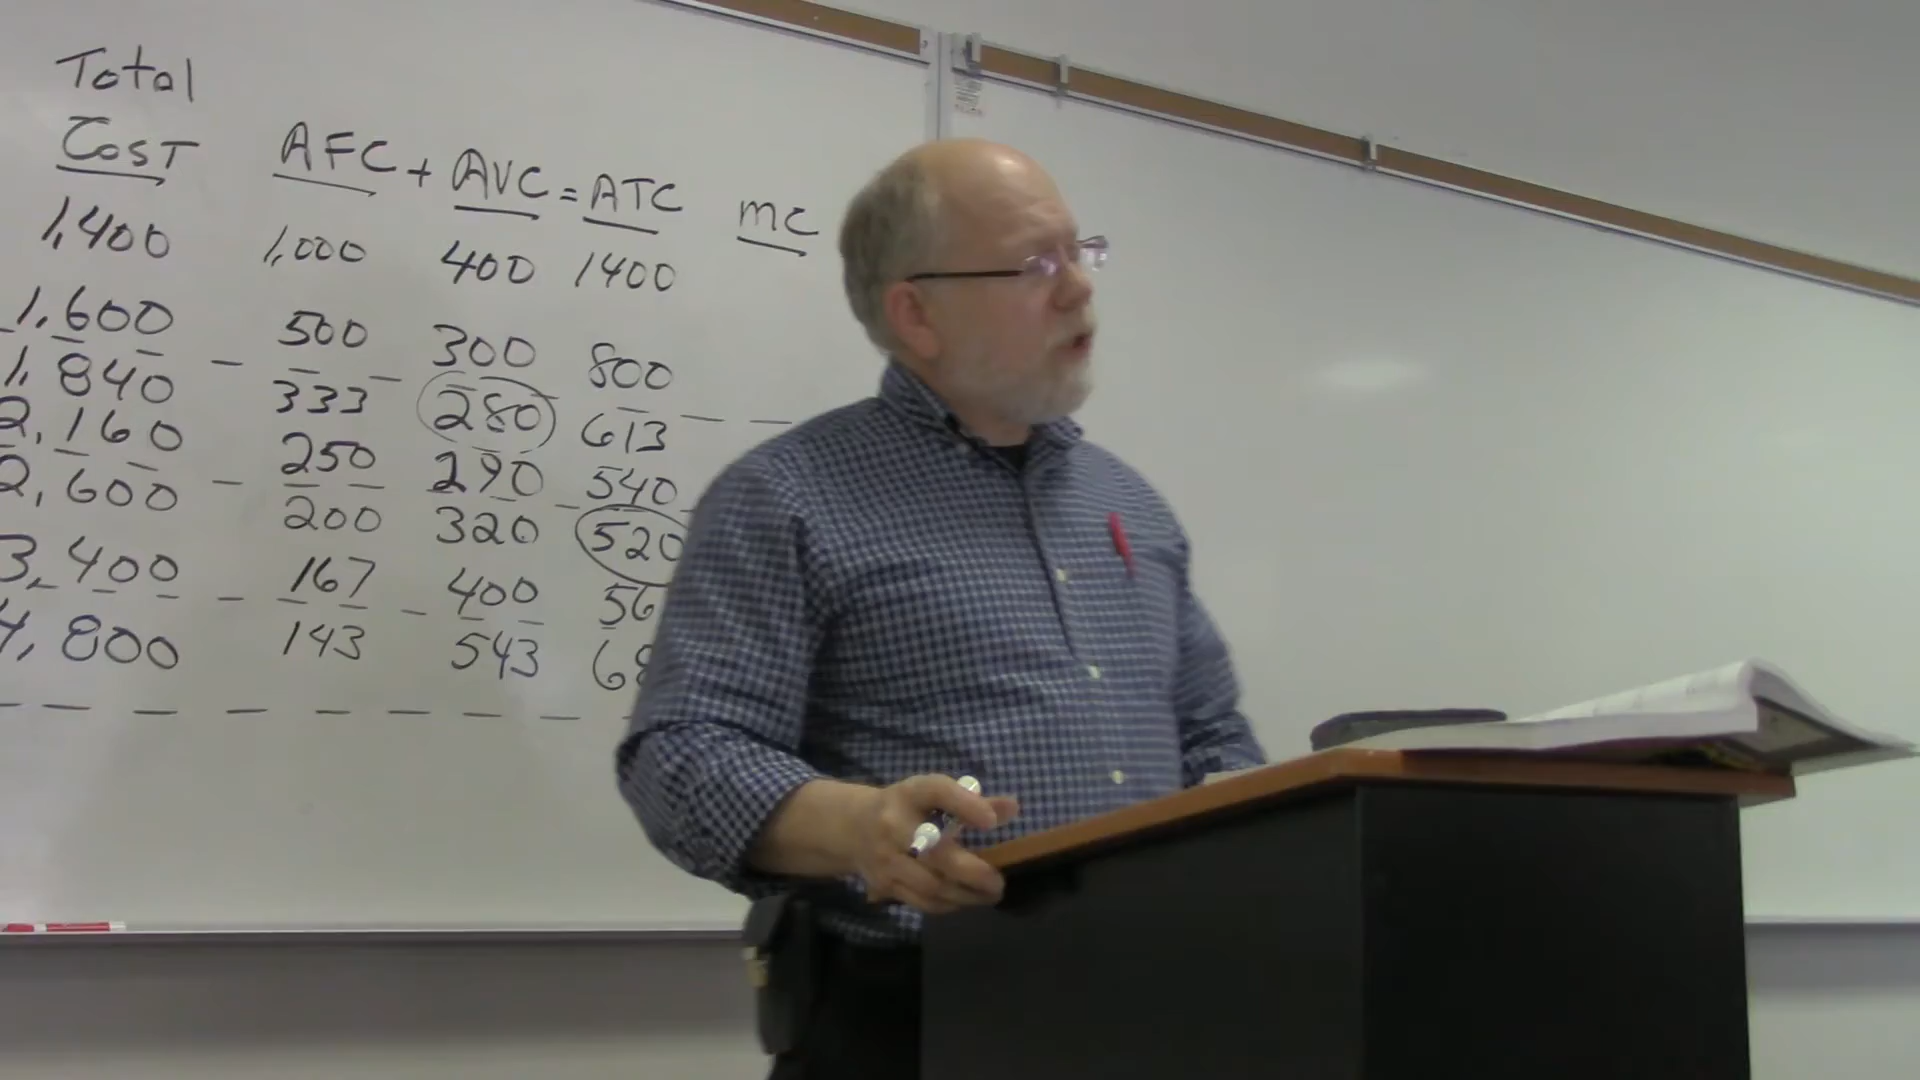 Total
Cost AFC + AVC = ATC MC
1,400 1,000 400 1400
1,600 500 300 800
1,840 333 280 613
2,160 250 290 540
2,600 200 320 520
3,400 167 400 56
4,800 143 543 68